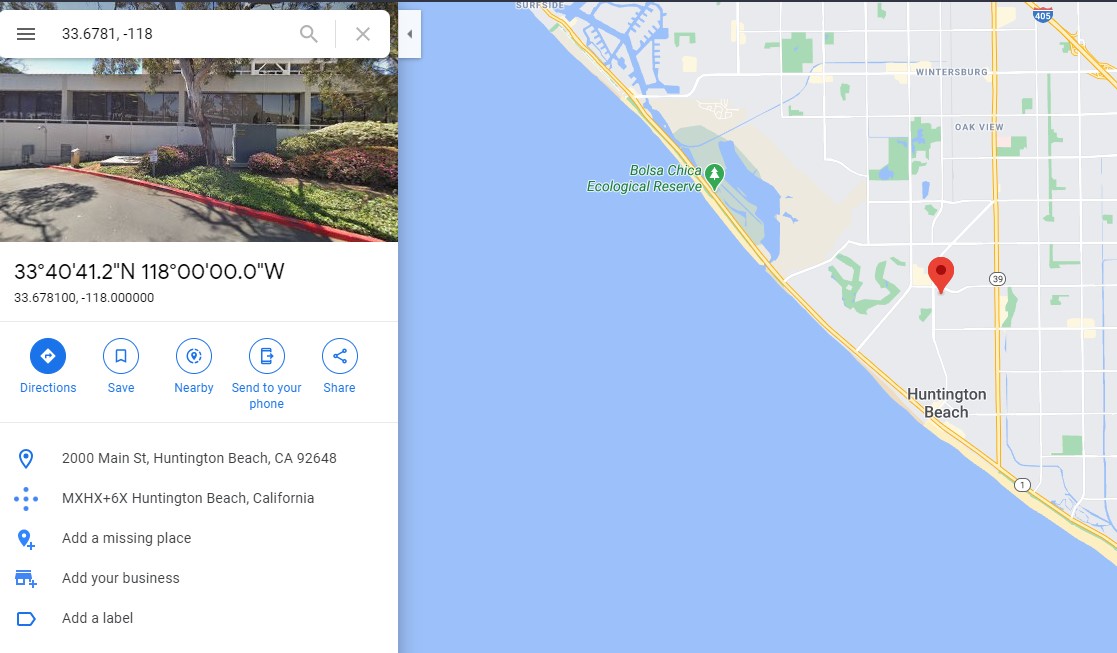 33.6781, -118
33°40'41.2"N 118°00'00.0"W
33.678100, -118.000000
Directions
Save
Nearby
Send to your
phone
Share
2000 Main St, Huntington Beach, CA 92648
MXHX+6X Huntington Beach, California
Add a missing place
Add your business
Add a label
SURFSIDE
405
WINTERSBURG
OAK VIEW
Bolsa Chica
Ecological Reserve
39
Huntington
Beach
1